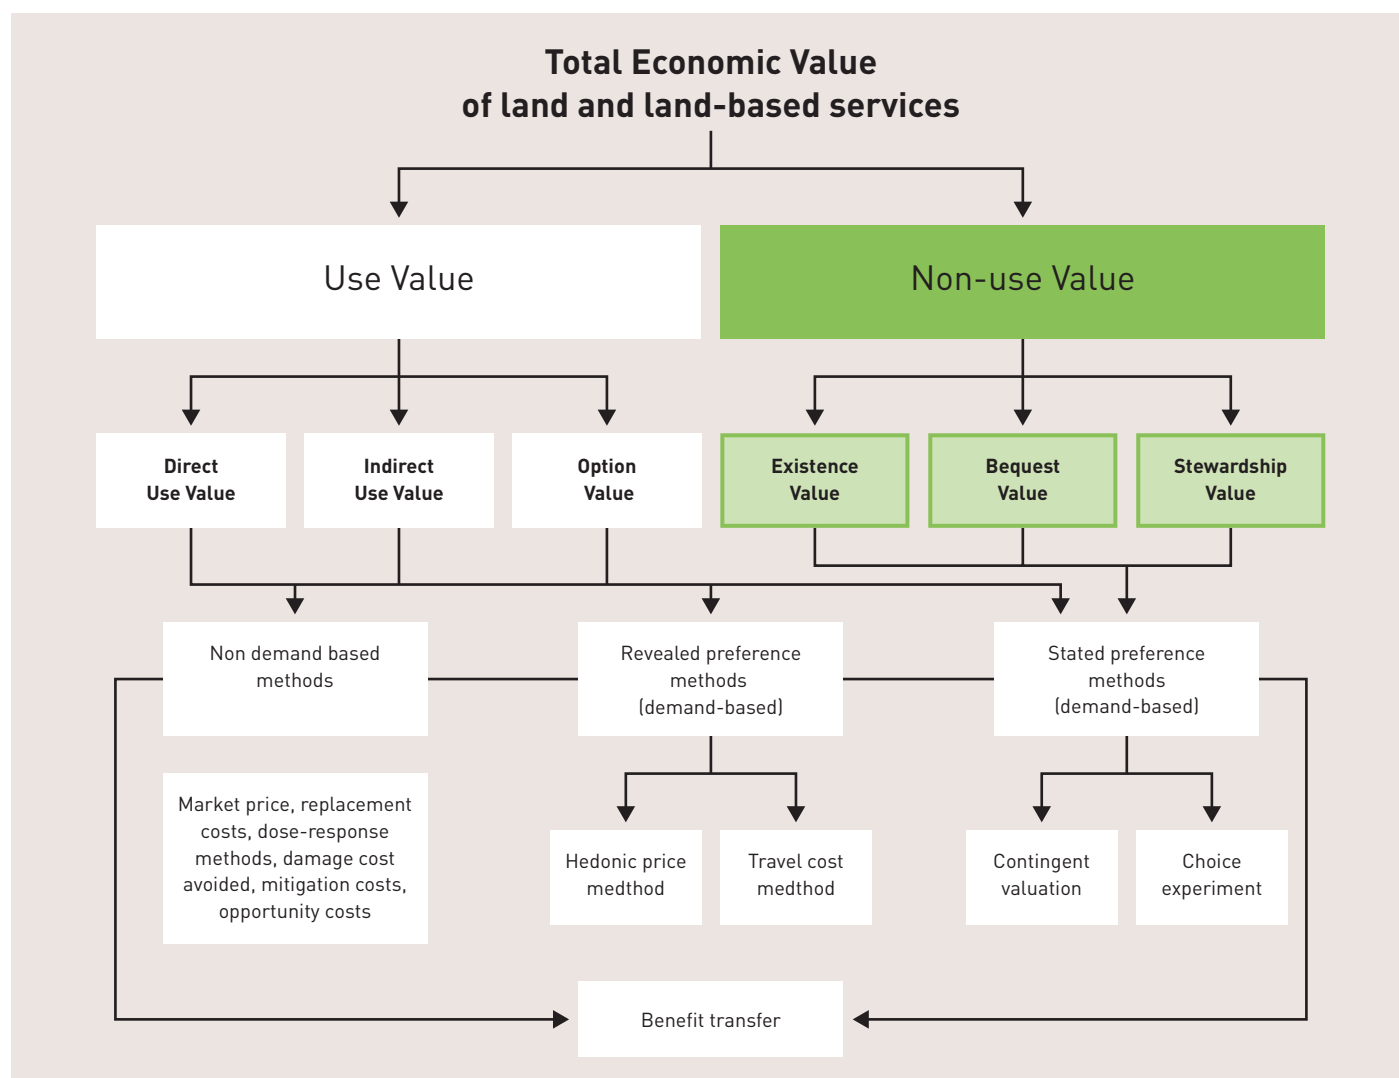 Total Economic Value
of land and land-based services
Use Value
Non-use Value
Direct
Use Value
Indirect
Use Value
Option
Value
Existence
Value
Bequest
Value
Stewardship
Value
Non demand based
methods
Revealed preference
methods
(demand-based)
Stated preference
methods
(demand-based)
Market price, replacement
costs, dose-response
methods, damage cost
avoided, mitigation costs,
opportunity costs
Hedonic price
medthod
Travel cost
medthod
Contingent
valuation
Choice
experiment
Benefit transfer